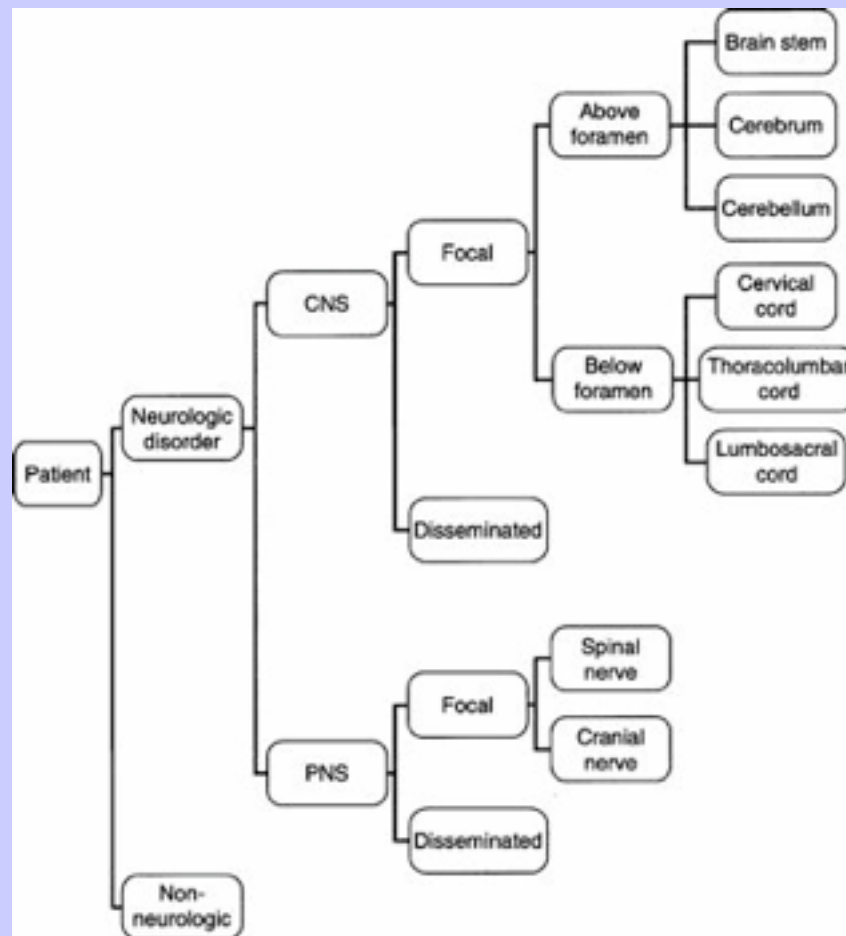 Brain stem
Above
foramen
Cerebrum
Cerebellum
Focal
Cervical
cord
CNS
Below
foramen
Thoracolumbar
cord
Neurologic
disorder
Lumbosacral
cord
Patient
Disseminated
Spinal
nerve
Focal
Cranial
nerve
PNS
Disseminated
Non-
neurologic